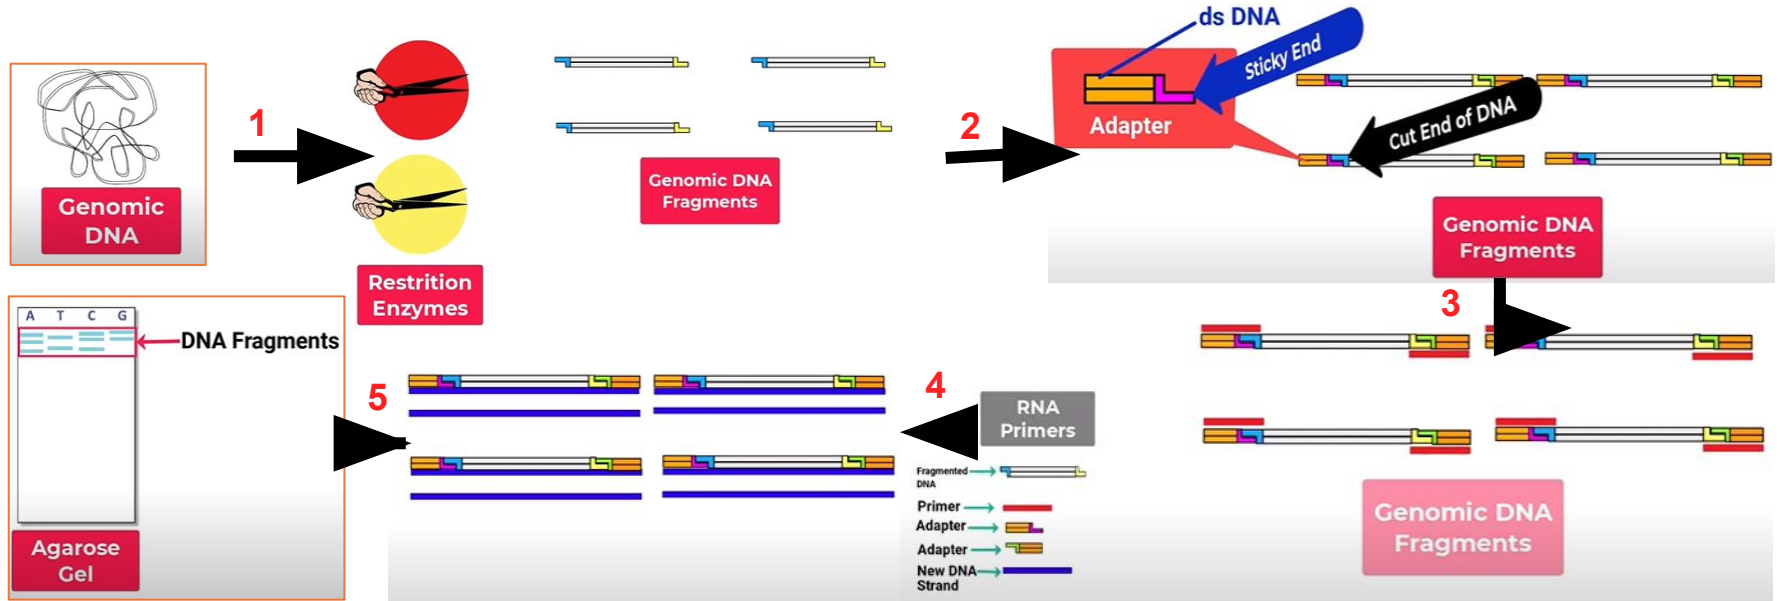 1
Genomic
DNA
Restrition
Enzymes
Genomic DNA
Fragments
2
ds DNA
Sticky End
Adapter
Cut End of DNA
Genomic DNA
Fragments
3
Genomic DNA
Fragments
4
RNA
Primers
Fragmented
DNA
Primer
Adapter
Adapter
New DNA
Strand
5
A T C G
DNA Fragments
Agarose
Gel